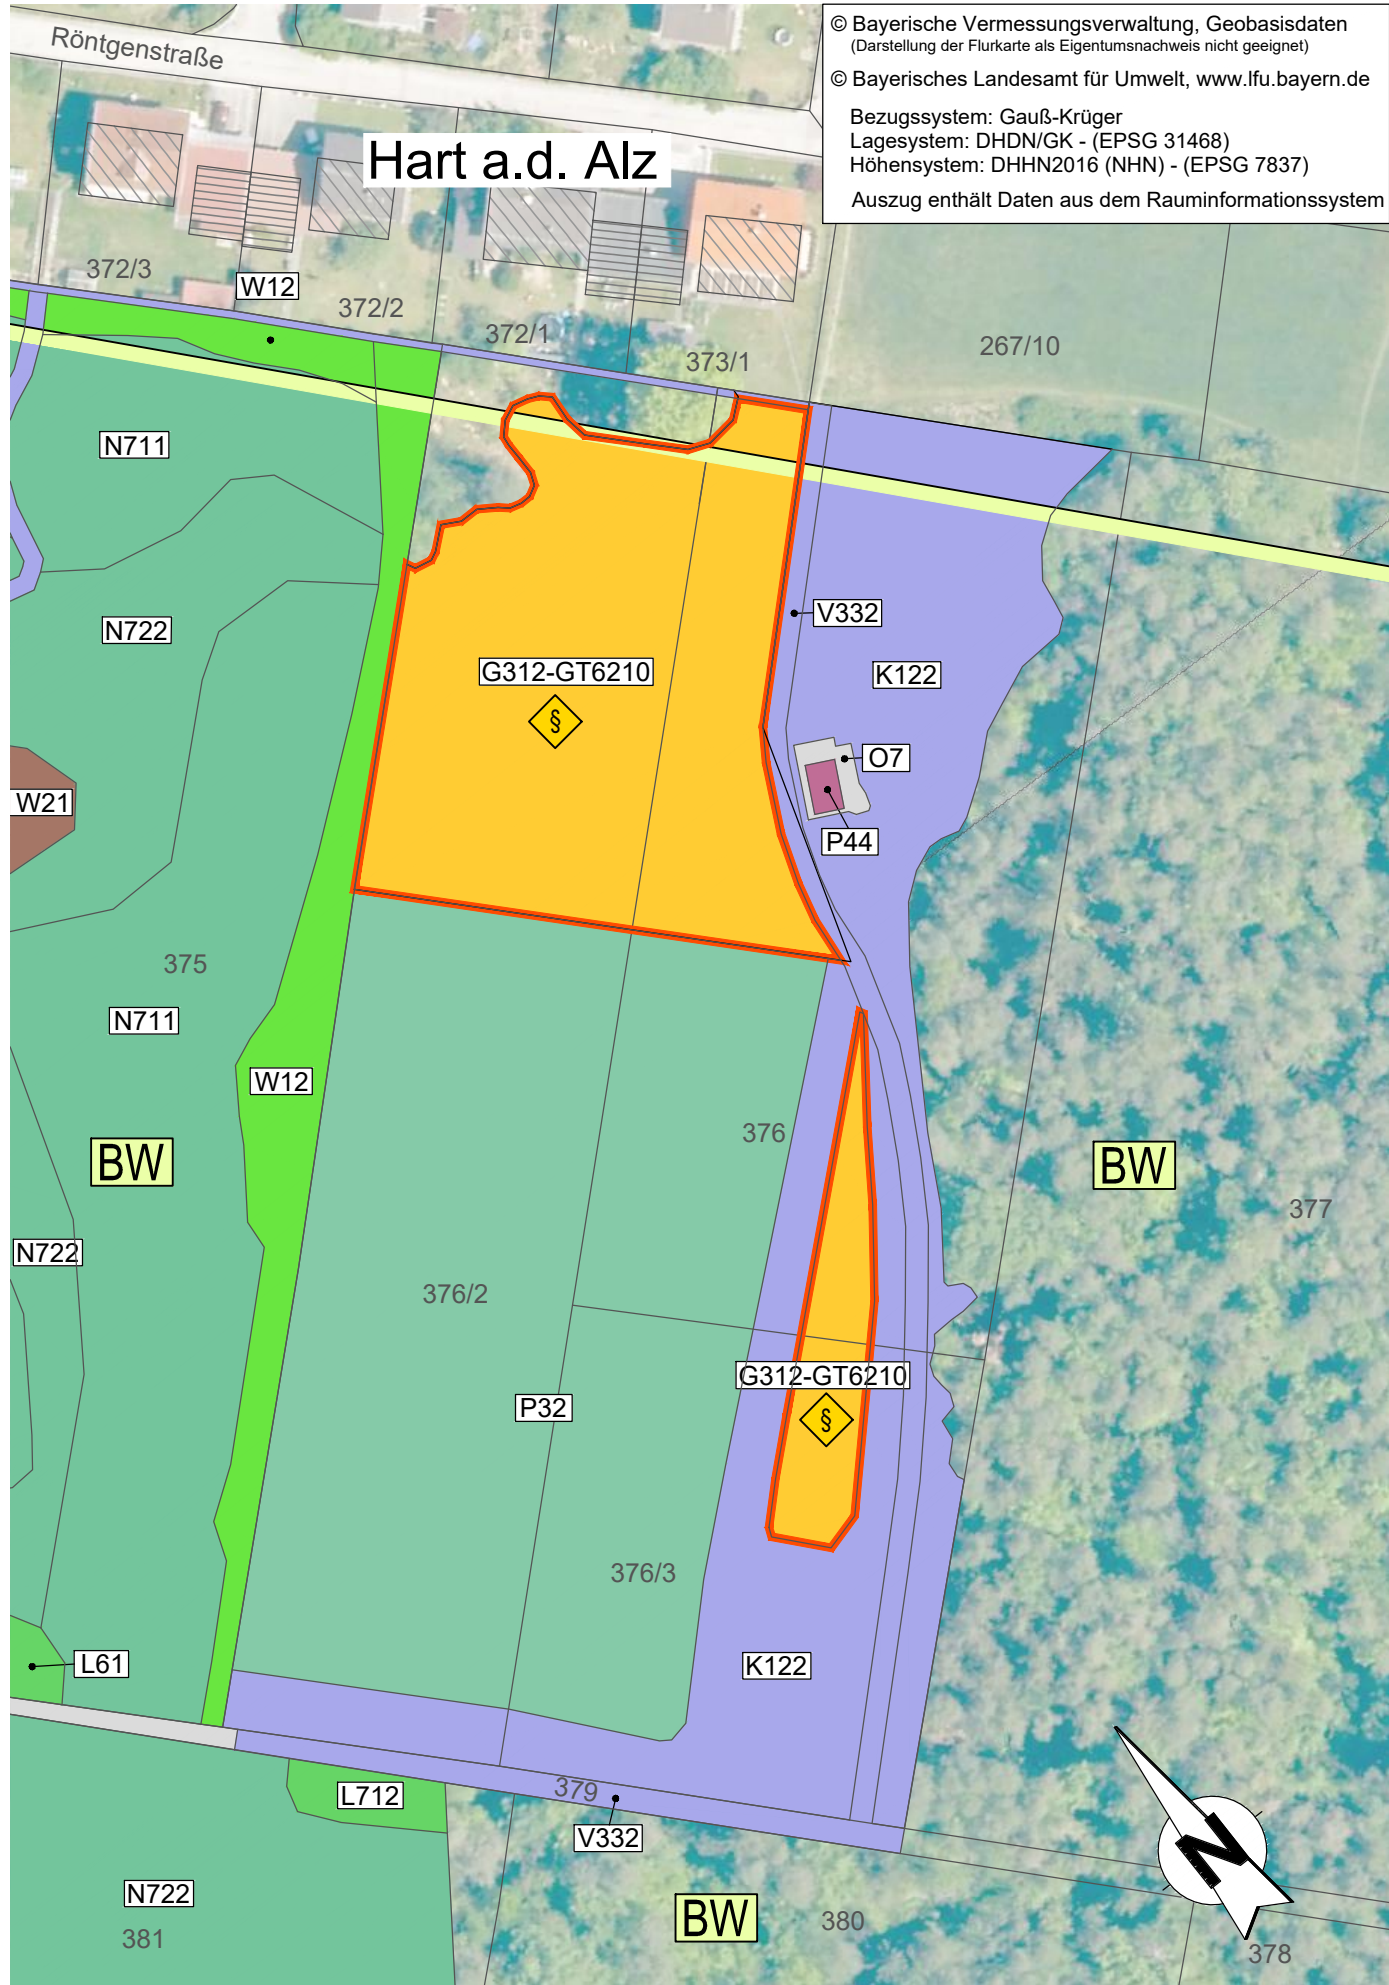 © Bayerische Vermessungsverwaltung, Geobasisdaten
(Darstellung der Flurkarte als Eigentumsnachweis nicht geeignet)
© Bayerisches Landesamt für Umwelt, www.lfu.bayern.de
Bezugssystem: Gauß-Krüger
Lagesystem: DHDN/GK - (EPSG 31468)
Höhensystem: DHHN2016 (NHN) - (EPSG 7837)
Auszug enthält Daten aus dem Rauminformationssystem
Röntgenstraße
Hart a.d. Alz
372/3
W12
372/2
372/1
373/1
267/10
N711
N722
V332
G312-GT6210
§
K122
O7
W21
P44
375
N711
W12
376
BW
BW
377
N722
376/2
G312-GT6210
§
P32
376/3
L61
K122
L712
379
V332
N722
BW
380
381
378
N